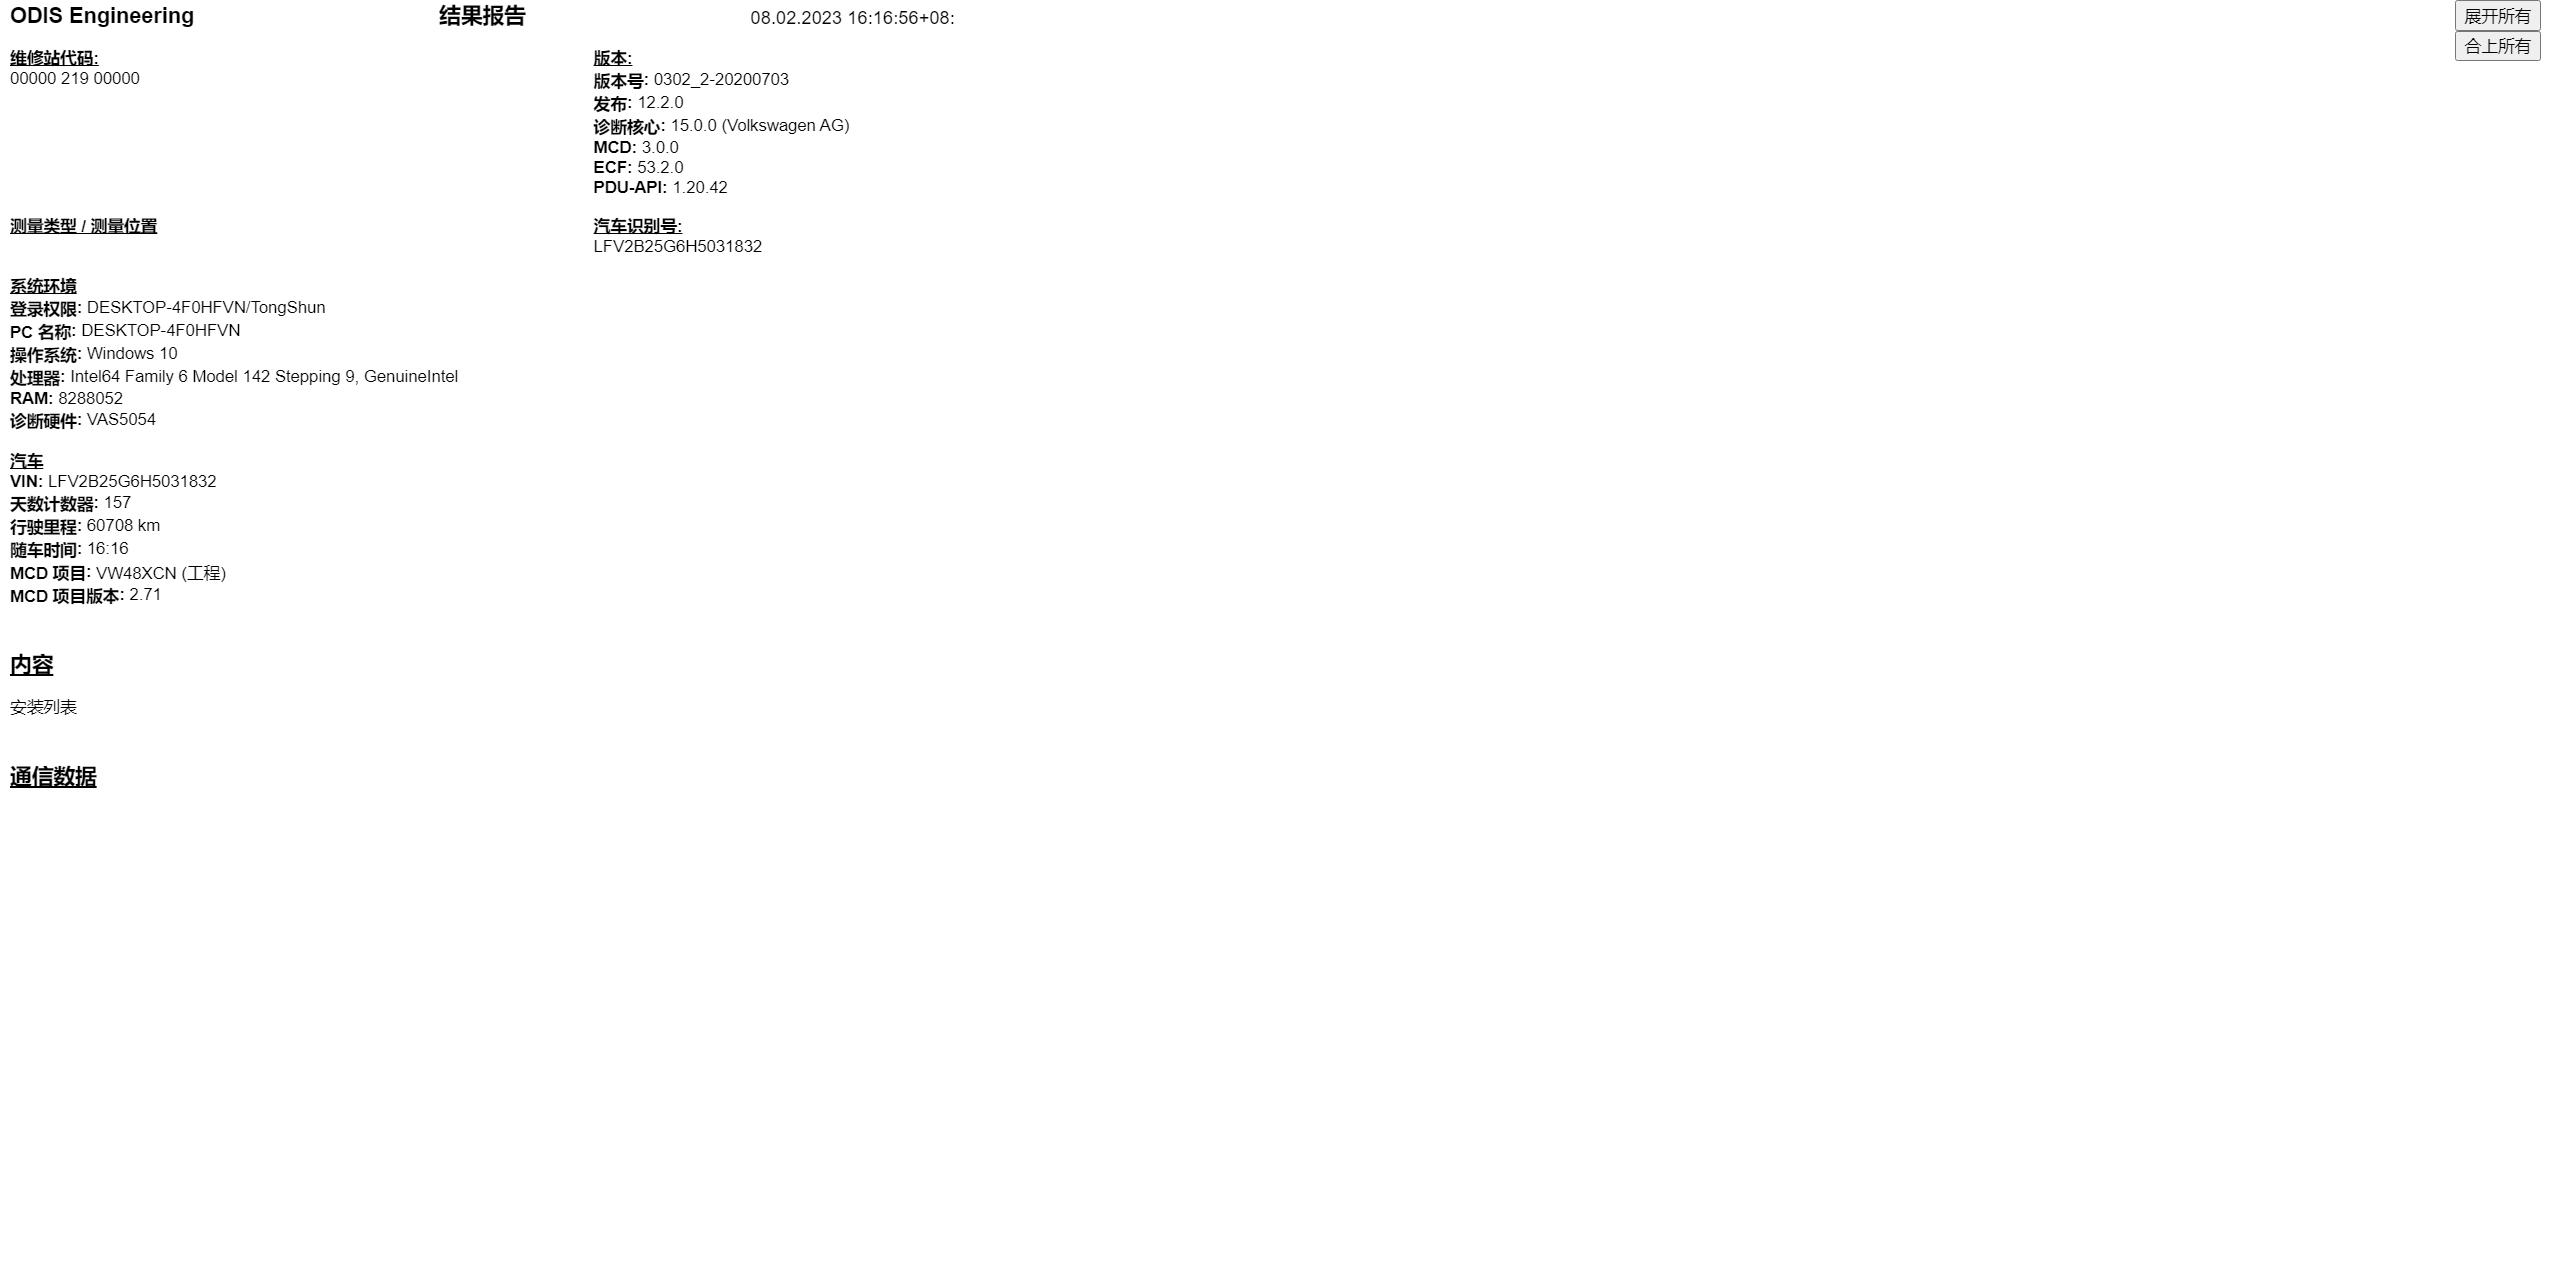 ODIS Engineering
结果报告
08.02.2023 16:16:56+08:
展开所有
合上所有
维修站代码:
00000 219 00000
版本:
版本号: 0302_2-20200703
发布: 12.2.0
诊断核心: 15.0.0 (Volkswagen AG)
MCD: 3.0.0
ECF: 53.2.0
PDU-API: 1.20.42
测量类型 / 测量位置
汽车识别号:
LFV2B25G6H5031832
系统环境
登录权限: DESKTOP-4F0HFVN/TongShun
PC 名称: DESKTOP-4F0HFVN
操作系统: Windows 10
处理器: Intel64 Family 6 Model 142 Stepping 9, GenuineIntel
RAM: 8288052
诊断硬件: VAS5054
汽车
VIN: LFV2B25G6H5031832
天数计数器: 157
行驶里程: 60708 km
随车时间: 16:16
MCD 项目: VW48XCN (工程)
MCD 项目版本: 2.71
内容
安装列表
通信数据